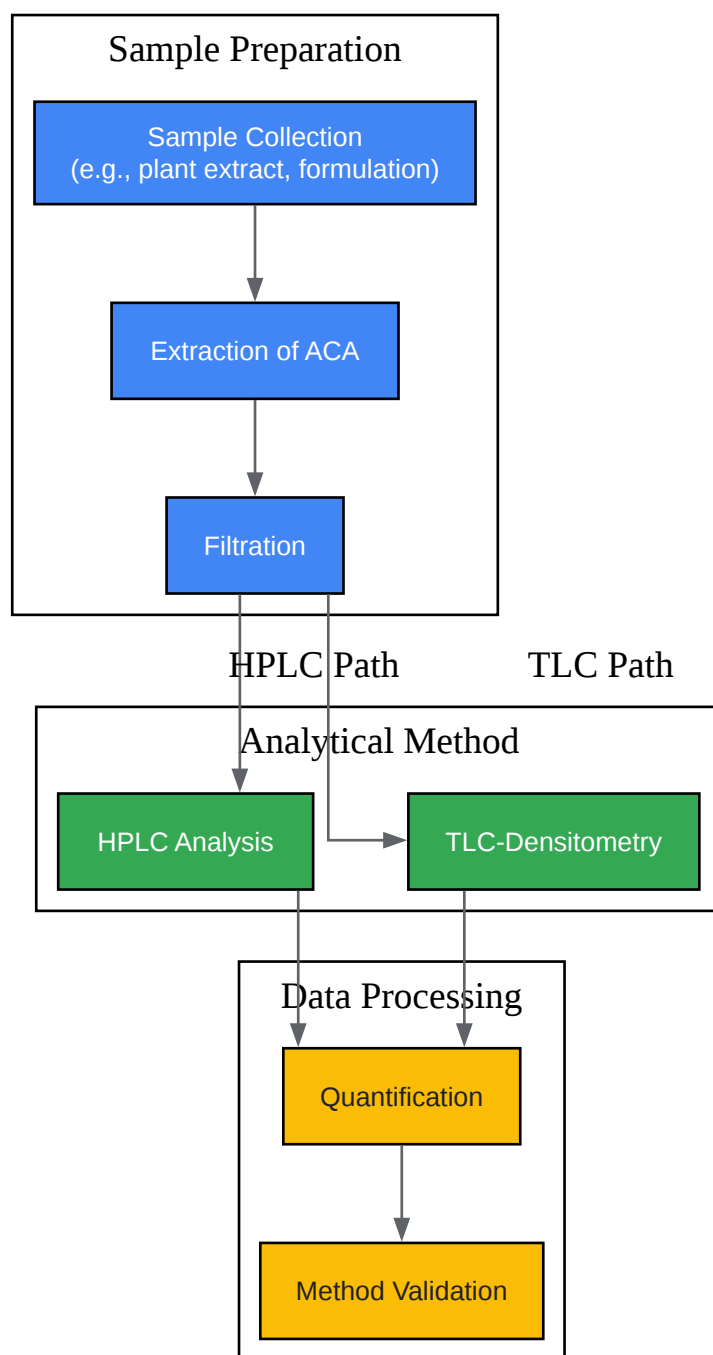 Sample Preparation
Sample Collection
(e.g., plant extract, formulation)
Extraction of ACA
Filtration
HPLC Path
TLC Path
Analytical Method
HPLC Analysis
TLC-Densitometry
Data Processing
Quantification
Method Validation